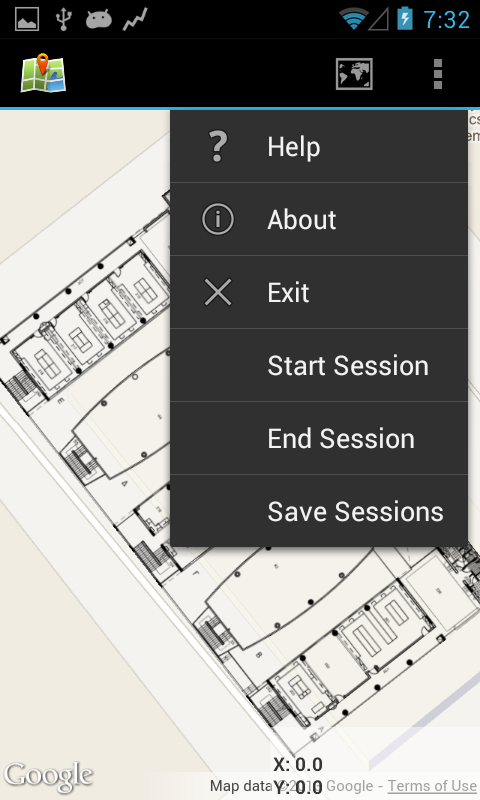 7:32
Help
About
Exit
Start Session
End Session
Save Sessions
X: 0.0
Y: 0.0
Google
Map data Google - Terms of Use